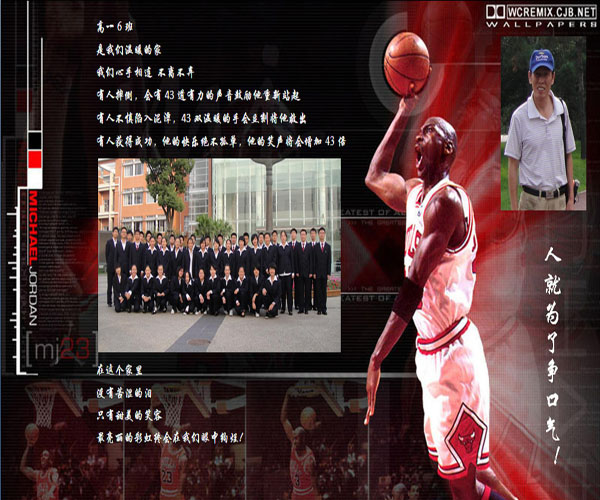 高一6班
是我们温暖的家
我们心手相连 不离不弃
有人摔倒，会有43道有力的声音鼓励他重新站起
有人不慎陷入泥潭，43双温暖的手会立刻将他救出
有人获得成功，他的快乐绝不孤单，他的笑声将会增加43倍
WCREMIX.CJB.NET
WALLPAPERS
MICHAEL JORDAN
[mj23]
人就为了争口气！
在这个家里
没有苦涩的泪
只有甜美的笑容
最亮丽的彩虹将会在我们眼中绚烂！